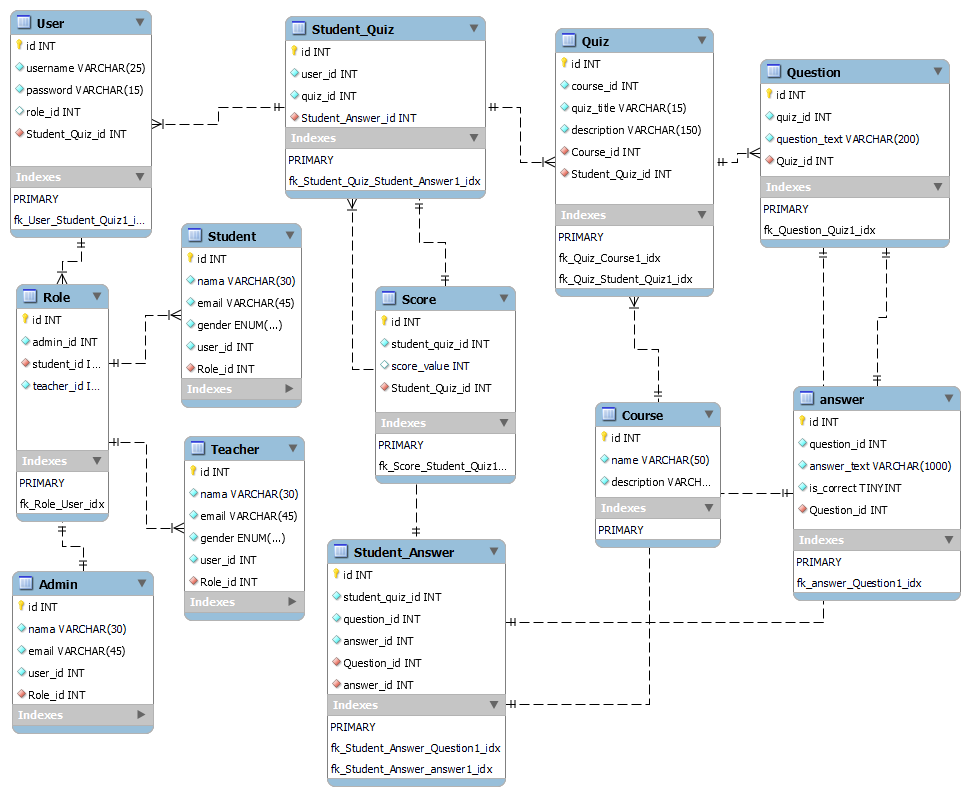 User
id INT
username VARCHAR(25)
password VARCHAR(15)
role_id INT
Student_Quiz_id INT
Indexes
PRIMARY
fk_User_Student_Quiz1_i...
Student_Quiz
id INT
user_id INT
quiz_id INT
Student_Answer_id INT
Indexes
PRIMARY
fk_Student_Quiz_Student_Answer1_idx
Quiz
id INT
course_id INT
quiz_title VARCHAR(15)
description VARCHAR(150)
Course_id INT
Student_Quiz_id INT
Indexes
PRIMARY
fk_Quiz_Course1_idx
fk_Quiz_Student_Quiz1_idx
Question
id INT
quiz_id INT
question_text VARCHAR(200)
Quiz_id INT
Indexes
PRIMARY
fk_Question_Quiz1_idx
Student
id INT
nama VARCHAR(30)
email VARCHAR(45)
gender ENUM(...)
user_id INT
Role_id INT
Indexes
Role
id INT
admin_id INT
student_id I...
teacher_id I...
Indexes
PRIMARY
fk_Role_User_idx
Score
id INT
student_quiz_id INT
score_value INT
Student_Quiz_id INT
Indexes
PRIMARY
fk_Score_Student_Quiz1...
Course
id INT
name VARCHAR(50)
description VARCH...
Indexes
PRIMARY
answer
id INT
question_id INT
answer_text VARCHAR(1000)
is_correct TINYINT
Question_id INT
Indexes
PRIMARY
fk_answer_Question1_idx
Teacher
id INT
nama VARCHAR(30)
email VARCHAR(45)
gender ENUM(...)
user_id INT
Role_id INT
Indexes
Student_Answer
id INT
student_quiz_id INT
question_id INT
answer_id INT
Question_id INT
answer_id INT
Indexes
PRIMARY
fk_Student_Answer_Question1_idx
fk_Student_Answer_answer1_idx
Admin
id INT
nama VARCHAR(30)
email VARCHAR(45)
user_id INT
Role_id INT
Indexes